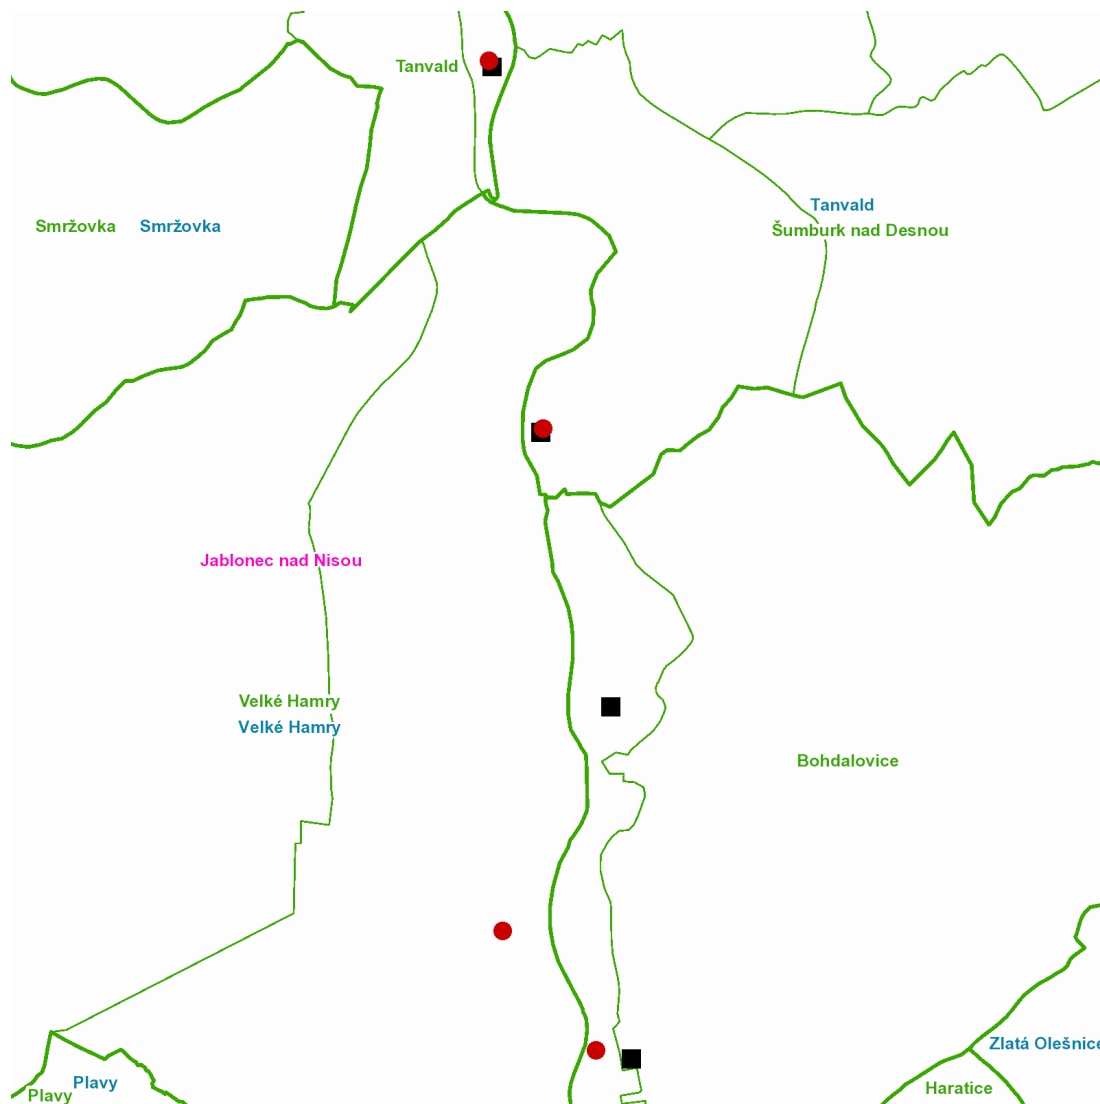 Tanvald
Tanvald
Smržovka Smržovka
Šumburk nad Desnou
Jablonec nad Nisou
Velké Hamry
Velké Hamry
Bohdalovice
Zlatá Olešnice
Plavy
Haratice
Plavy